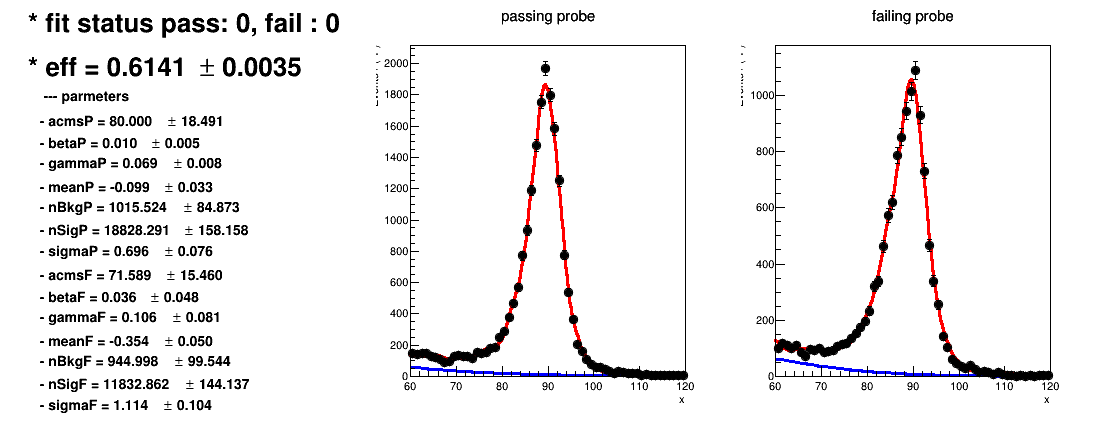 * fit status pass: 0, fail : 0
* eff = 0.6141 ± 0.0035
--- parmeters
- acmsP = 80.000 ± 18.491
- betaP = 0.010 ± 0.005
- gammaP = 0.069 ± 0.008
- meanP = -0.099 ± 0.033
- nBkgP = 1015.524 ± 84.873
- nSigP = 18828.291 ± 158.158
- sigmaP = 0.696 ± 0.076
- acmsF = 71.589 ± 15.460
- betaF = 0.036 ± 0.048
- gammaF = 0.106 ± 0.081
- meanF = -0.354 ± 0.050
- nBkgF = 944.998 ± 99.544
- nSigF = 11832.862 ± 144.137
- sigmaF = 1.114 ± 0.104
passing probe
2000
1800
1600
1400
1200
1000
800
600
400
200
0
60 70 80 90 100 110 120
x
failing probe
1000
800
600
400
200
0
60 70 80 90 100 110 120
x